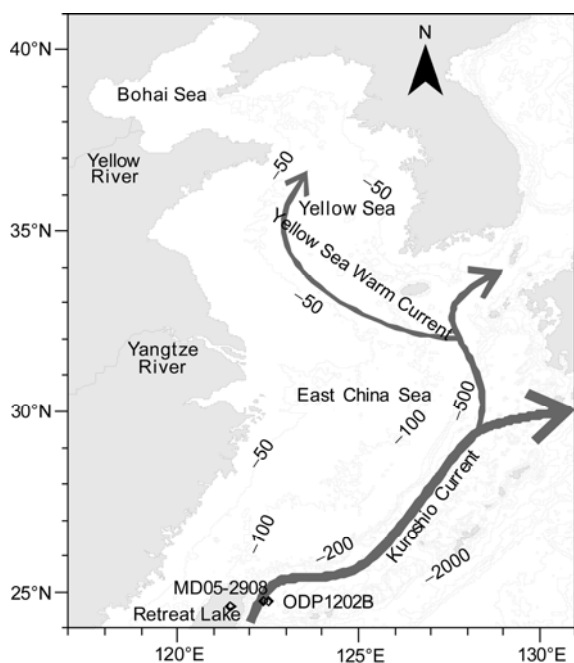 40°N
35°N
30°N
25°N
120°E
125°E
130°E
N
Bohai Sea
Yellow
River
−50
−50
Yellow Sea
Yellow Sea Warm Current
−50
Yangtze
River
East China Sea
−500
−100
−50
Kuroshio Current
−100
−200
−2000
MD05-2908
ODP1202B
Retreat Lake